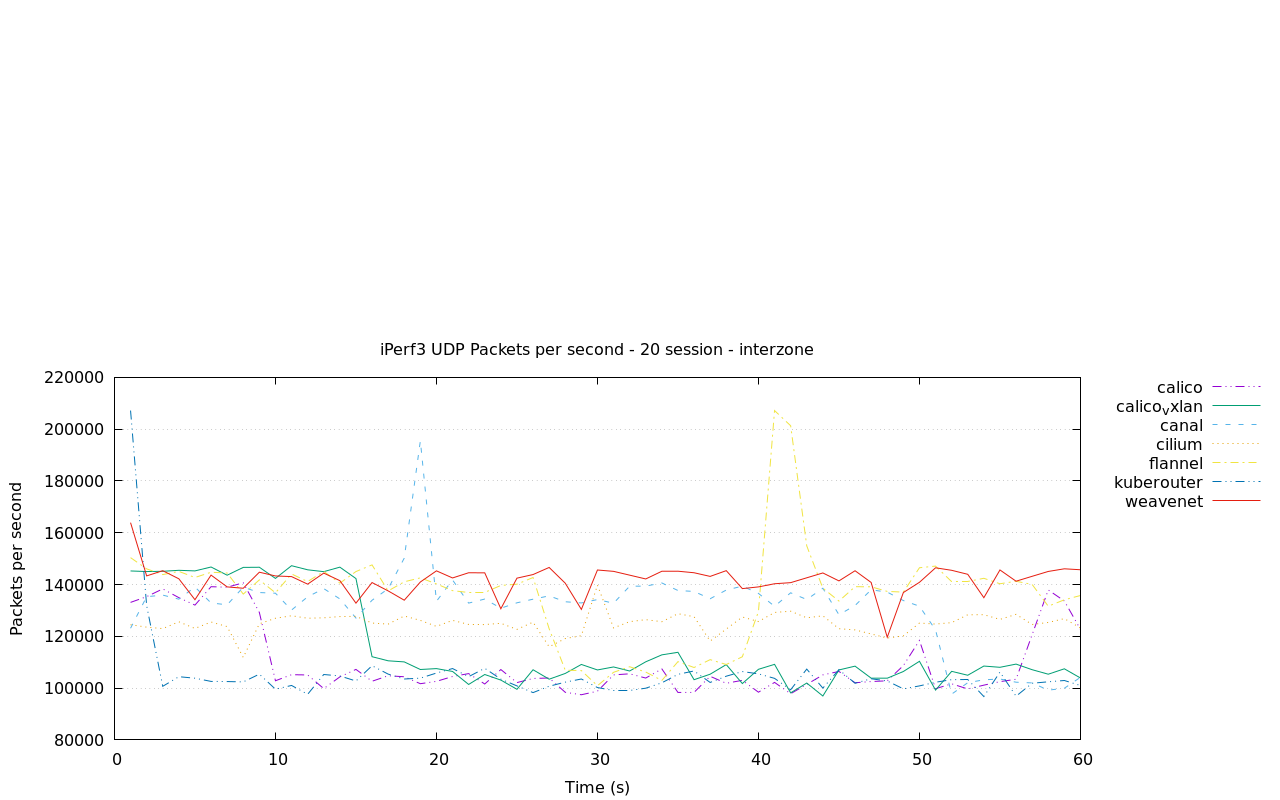 iPerf3 UDP Packets per second - 20 session - interzone
220000
200000
180000
160000
140000
120000
100000
80000
Packets per second
0 10 20 30 40 50 60
Time (s)
calico
calicovxlan
canal
cilium
flannel
kuberouter
weavenet